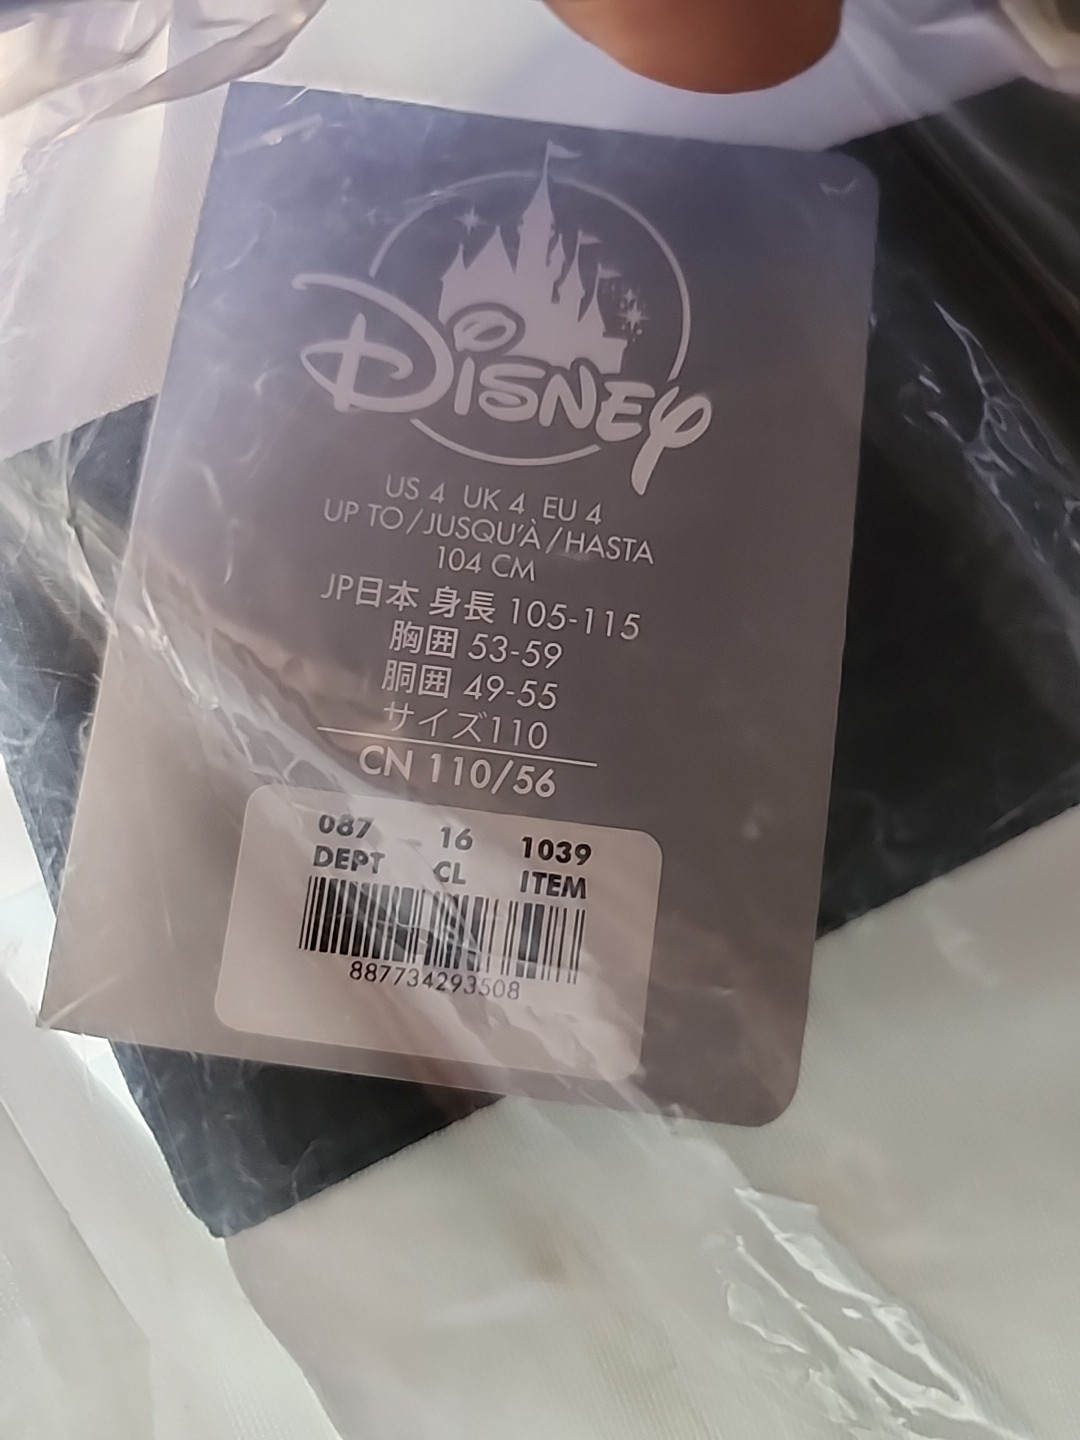 DISNEY
US 4 UK 4 EU 4
UP TO/JUSQU'À/HASTA
104 CM
JP日本 身長 105-115
胸囲 53-59
胴囲 49-55
サイズ110
CN 110/56
087 16 1039
DEPT CL ITEM
887734293508